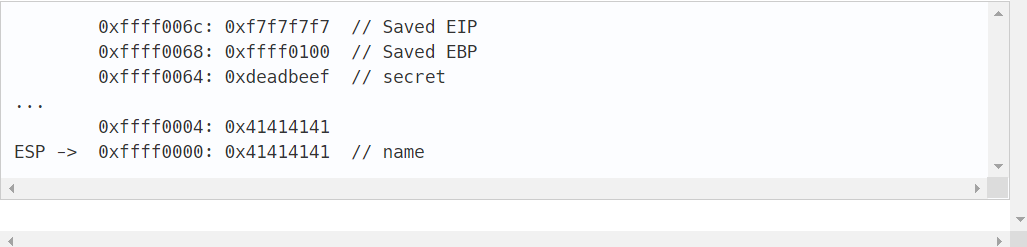 0xffff006c: 0xf7f7f7f7  // Saved EIP
0xffff0068: 0xffff0100  // Saved EBP
0xffff0064: 0xdeadbeef  // secret
...
0xffff0004: 0x41414141
ESP -> 0xffff0000: 0x41414141  // name